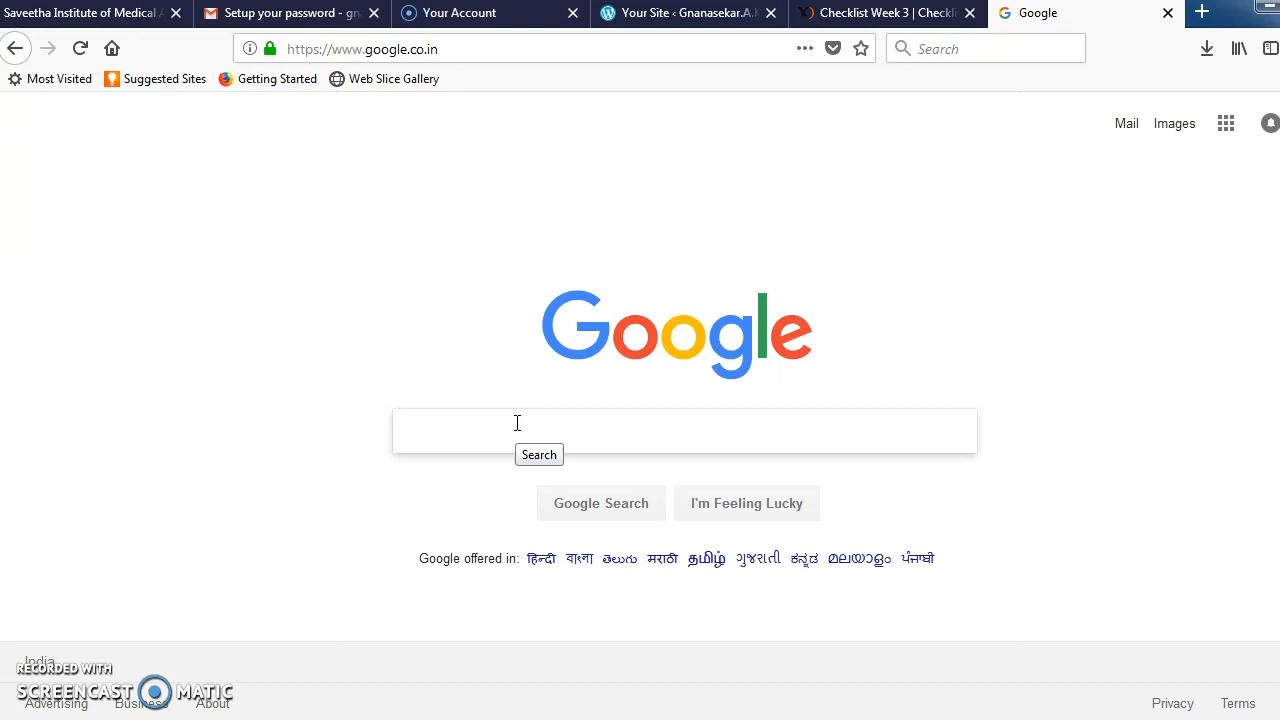 Saveetha Institute of Medical Setup your password - gn Your Account Your Site ‹ Gnanasekar.A. Checklist Week 3 | Checkli Google
https://www.google.co.in Search
Most Visited Suggested Sites Getting Started Web Slice Gallery
Mail Images
Google
Search
Google Search I'm Feeling Lucky
Google offered in: हिन्दी বাংলা తెలుగు मराठी தமிழ் ગુજરાતી ಕನ್ನಡ മലയാളം ਪੰਜਾਬੀ
India
RECORDED WITH
SCREENCAST MATIC
Advertising Business About Privacy Terms